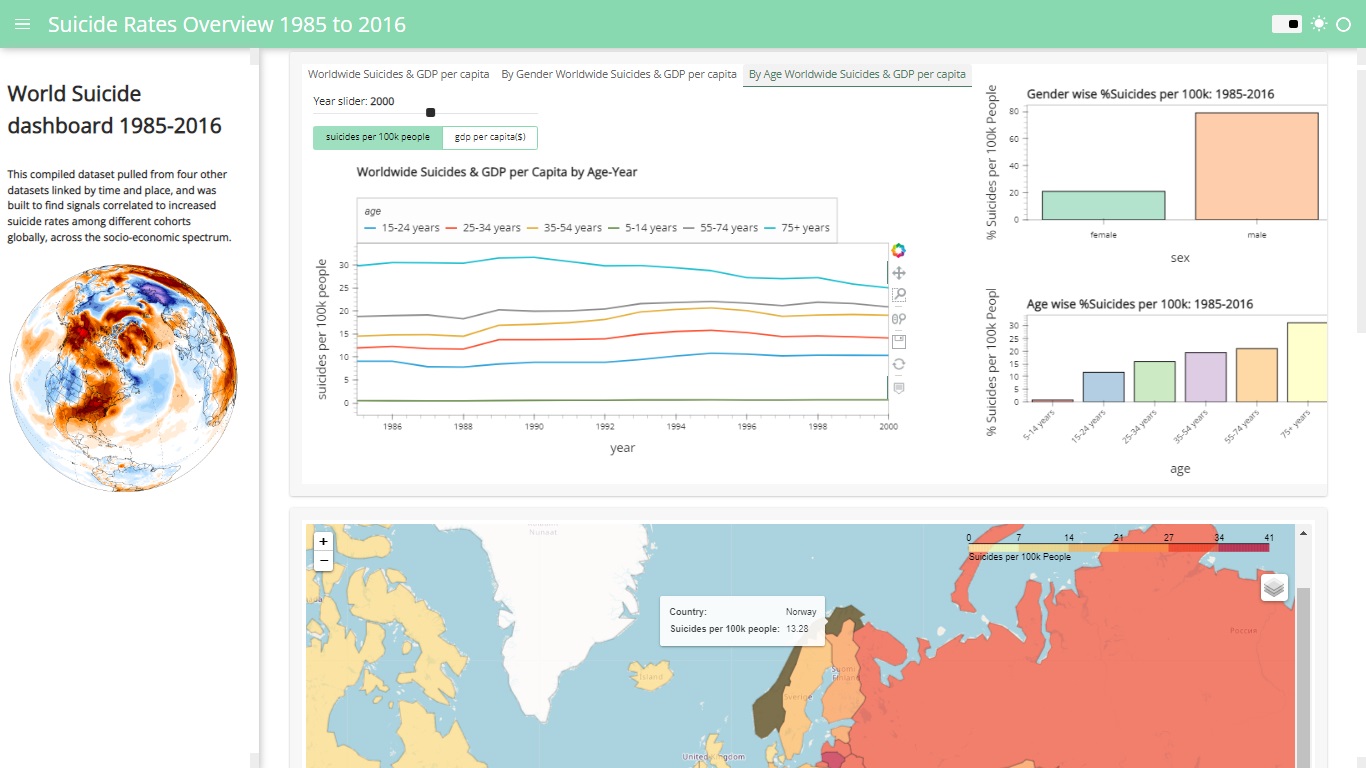 Suicide Rates Overview 1985 to 2016
World Suicide
dashboard 1985-2016
This compiled dataset pulled from four other
datasets linked by time and place, and was
built to find signals correlated to increased
suicide rates among different cohorts
globally, across the socio-economic spectrum.
Worldwide Suicides & GDP per capita
By Gender Worldwide Suicides & GDP per capita
By Age Worldwide Suicides & GDP per capita
Year slider: 2000
suicides per 100k people
gdp per capita($)
Worldwide Suicides & GDP per Capita by Age-Year
age
15-24 years
25-34 years
35-54 years
5-14 years
55-74 years
75+ years
suicides per 100k people
30
25
20
15
10
5
0
1986
1988
1990
1992
1994
1996
1998
2000
year
Gender wise %Suicides per 100k: 1985-2016
% Suicides per 100k People
80
60
40
20
0
female
male
sex
Age wise %Suicides per 100k: 1985-2016
% Suicides per 100k Peopl
30
25
20
15
10
5
0
5-14 years
15-24 years
25-34 years
35-54 years
55-74 years
75+ years
age
+
−
Nunaat
0
7
14
21
27
34
41
Suicides per 100k People
Country:
Norway
Suicides per 100k people:
13.28
Россия
Ísland
Suomi
Sverige